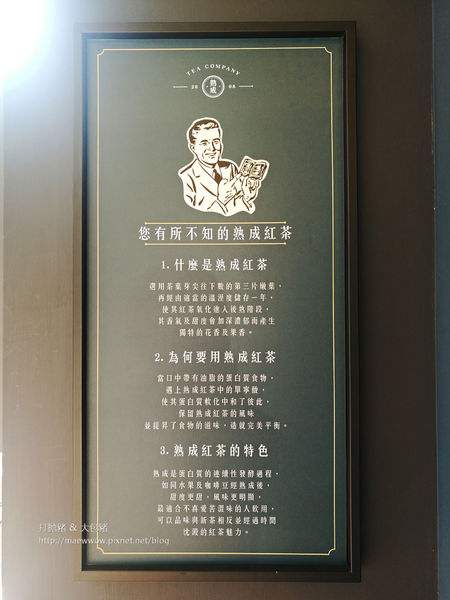 TEA COMPANY
熟成
您有所不知的熟成紅茶
1.什麼是熟成紅茶
選用茶葉芽尖往下數的第三片嫩葉，
再經由適當的溫溼度儲存一年，
使其紅茶氧化進入後熟階段，
其香氣及甜度會加深濃郁而產生
獨特的花香及果香。
2.為何要用熟成紅茶
當口中帶有油脂的蛋白質食物，
遇上熟成紅茶中的單寧酸，
使其蛋白質軟化中和了彼此，
保留熟成紅茶的風味
並提昇了食物的滋味，造就完美平衡。
3.熟成紅茶的特色
熟成是蛋白質的連續性發酵過程，
如同水果及咖啡豆經熟成後，
甜度更甜，風味更明顯，
最適合不喜愛苦澀味的人飲用，
可以品味與新茶相反並經過時間
沈澱的紅茶魅力。
月饅豬 & 大包豬
http://maewwow.pixnet.net/blog